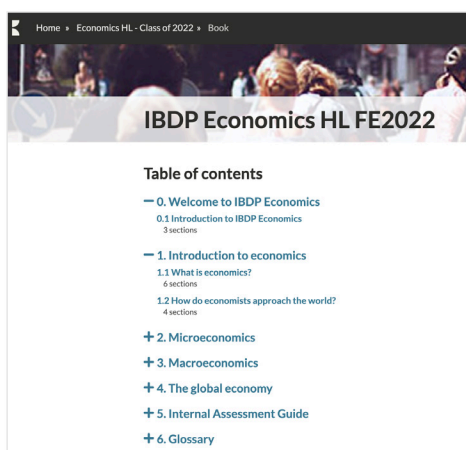 Home » Economics HL - Class of 2022 » Book
IBDP Economics HL FE2022
Table of contents
0. Welcome to IBDP Economics
0.1 Introduction to IBDP Economics
3 sections
1. Introduction to economics
1.1 What is economics?
6 sections
1.2 How do economists approach the world?
4 sections
2. Microeconomics
3. Macroeconomics
4. The global economy
5. Internal Assessment Guide
6. Glossary